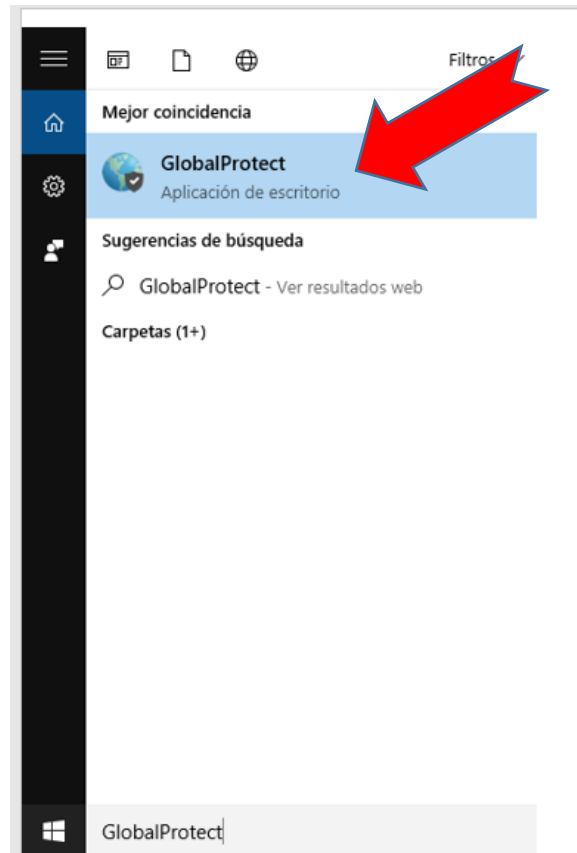 Filtros
Mejor coincidencia
GlobalProtect
Aplicación de escritorio
Sugerencias de búsqueda
GlobalProtect - Ver resultados web
Carpetas (1+)
GlobalProtect